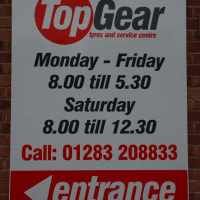 TopGear
tyres and service centre
Monday - Friday
8.00 till 5.30
Saturday
8.00 till 12.30
Call: 01283 208833
entrance